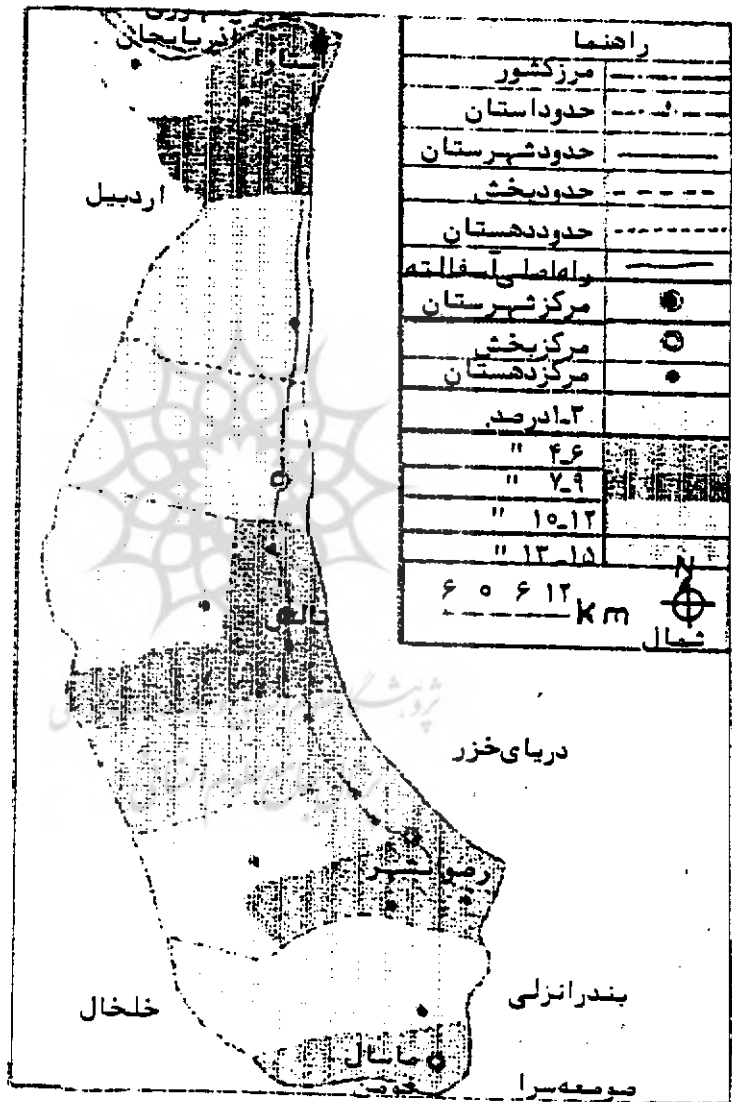 راهنما
مرزکشور
حدوداستان
حدودشهرستان
حدودبخش
حدوددهستان
راه‌اصلی‌آسفالته
مرکزشهرستان
مرکزبخش
مرکزدهستان
۱-۳درصد
۴-۶ "
۷-۹ "
۱۰-۱۲ "
۱۳-۱۵ "
۶ ۰ ۶ ۱۲ km
N
شمال
آذربایجان
اردبیل
تالش
دریای‌خزر
رضوانشهر
بندرانزلی
خلخال
ماسال
صومعه‌سرا